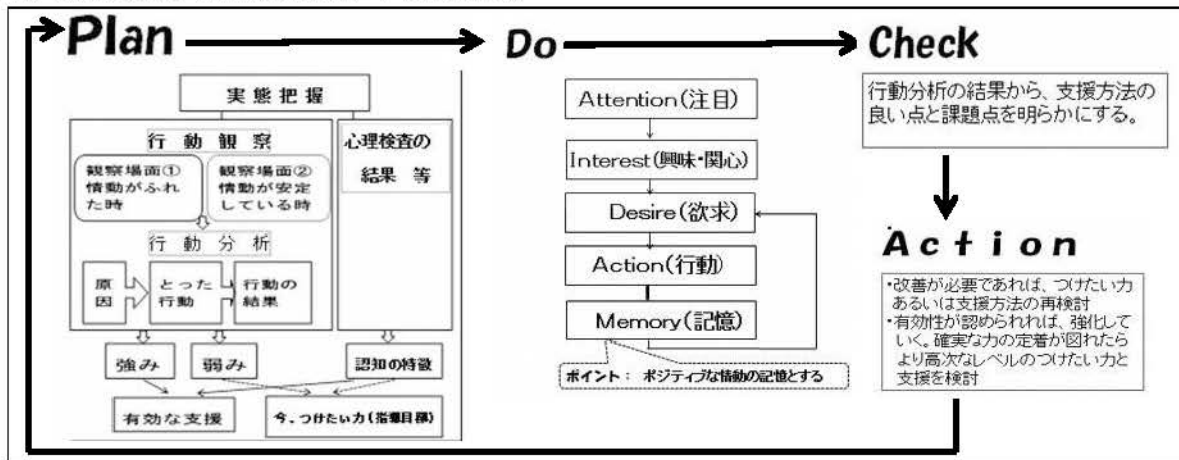 Plan
実態把握
行動観察
観察場面①
情動がふれ
た時
観察場面②
情動が安定
している時
行動分析
原
因
とった
行動
行動の
結果
心理検査の
結果 等
強み
弱み
認知の特徴
有効な支援
今、つけたい力(指導目標)
Do
Attention(注目)
Interest(興味・関心)
Desire(欲求)
Action(行動)
Memory(記憶)
ポイント: ポジティブな情動の記憶とする
Check
行動分析の結果から、支援方法の
良い点と課題点を明らかにする。
Action
・改善が必要であれば、つけたい力
あるいは支援方法の再検討
・有効性が認められれば、強化して
いく。確実な力の定着が図れたら
より高次なレベルのつけたい力と
支援を検討